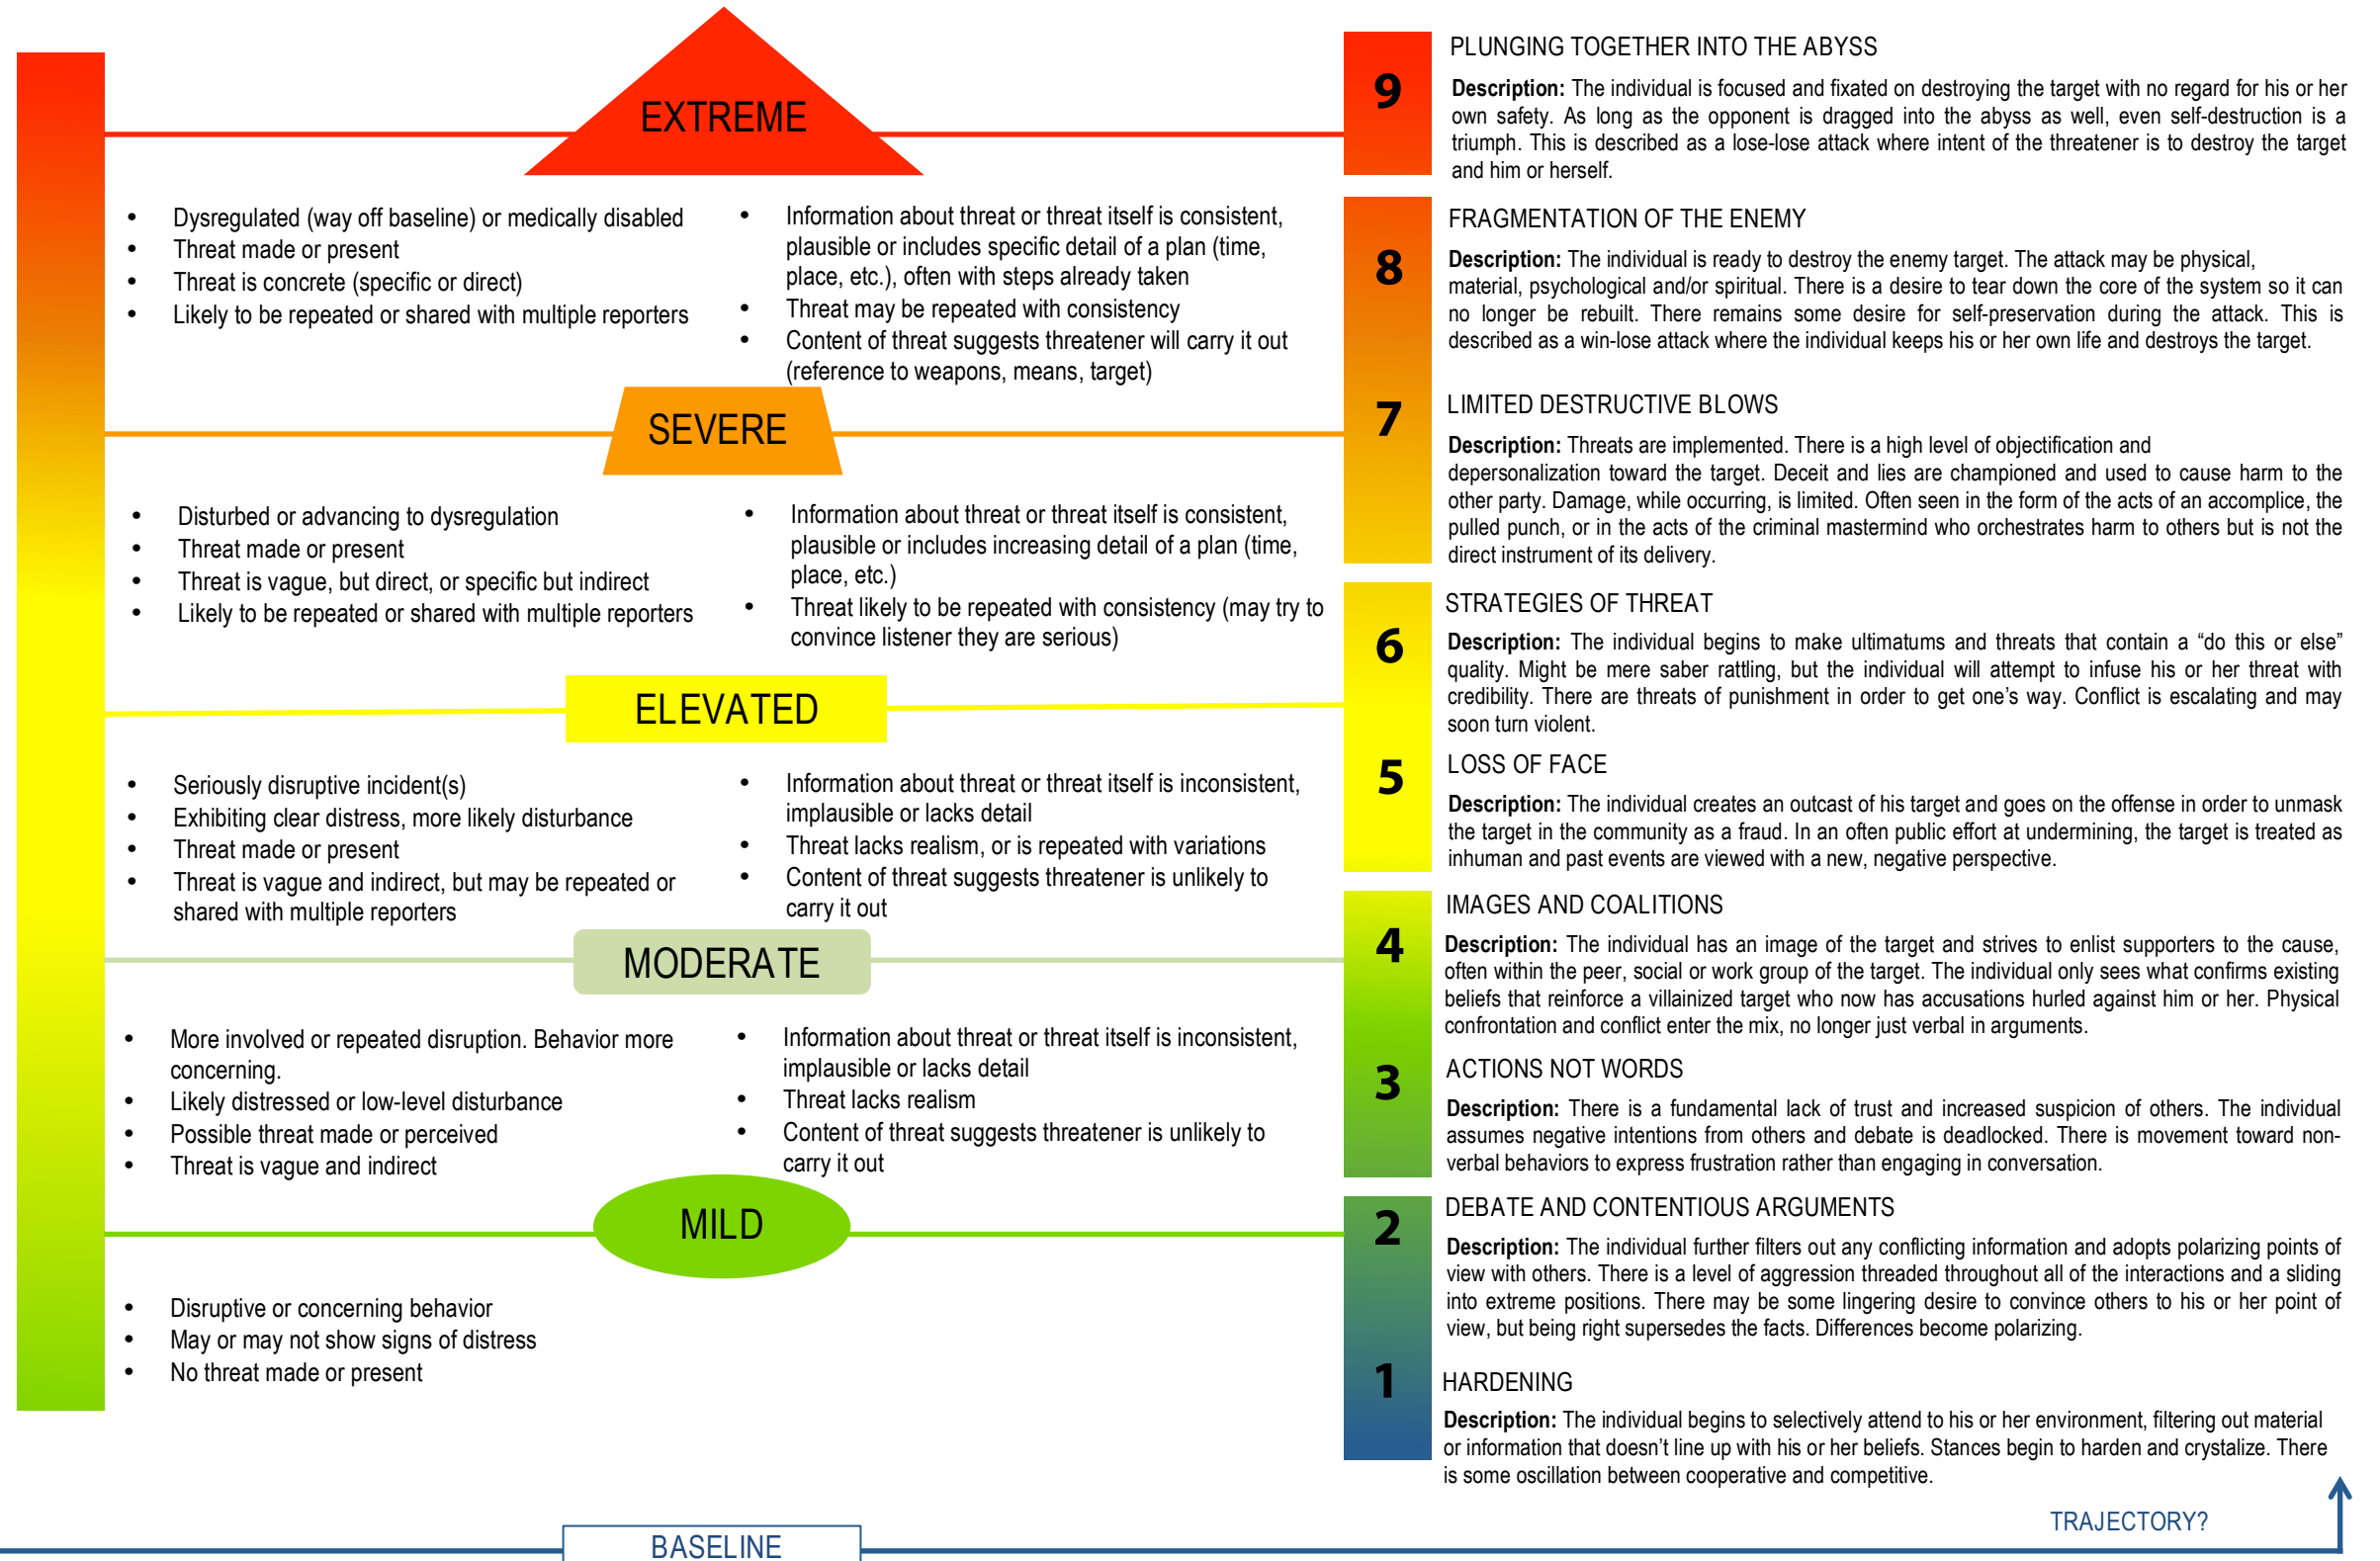 EXTREME
• Dysregulated (way off baseline) or medically disabled
• Threat made or present
• Threat is concrete (specific or direct)
• Likely to be repeated or shared with multiple reporters
• Information about threat or threat itself is consistent,
plausible or includes specific detail of a plan (time,
place, etc.), often with steps already taken
• Threat may be repeated with consistency
• Content of threat suggests threatener will carry it out
(reference to weapons, means, target)
SEVERE
• Disturbed or advancing to dysregulation
• Threat made or present
• Threat is vague, but direct, or specific but indirect
• Likely to be repeated or shared with multiple reporters
• Information about threat or threat itself is consistent,
plausible or includes increasing detail of a plan (time,
place, etc.)
• Threat likely to be repeated with consistency (may try to
convince listener they are serious)
ELEVATED
• Seriously disruptive incident(s)
• Exhibiting clear distress, more likely disturbance
• Threat made or present
• Threat is vague and indirect, but may be repeated or
shared with multiple reporters
• Information about threat or threat itself is inconsistent,
implausible or lacks detail
• Threat lacks realism, or is repeated with variations
• Content of threat suggests threatener is unlikely to
carry it out
MODERATE
• More involved or repeated disruption. Behavior more
concerning.
• Likely distressed or low-level disturbance
• Possible threat made or perceived
• Threat is vague and indirect
• Information about threat or threat itself is inconsistent,
implausible or lacks detail
• Threat lacks realism
• Content of threat suggests threatener is unlikely to
carry it out
MILD
• Disruptive or concerning behavior
• May or may not show signs of distress
• No threat made or present
BASELINE
9
PLUNGING TOGETHER INTO THE ABYSS
Description: The individual is focused and fixated on destroying the target with no regard for his or her
own safety. As long as the opponent is dragged into the abyss as well, even self-destruction is a
triumph. This is described as a lose-lose attack where intent of the threatener is to destroy the target
and him or herself.
8
FRAGMENTATION OF THE ENEMY
Description: The individual is ready to destroy the enemy target. The attack may be physical,
material, psychological and/or spiritual. There is a desire to tear down the core of the system so it can
no longer be rebuilt. There remains some desire for self-preservation during the attack. This is
described as a win-lose attack where the individual keeps his or her own life and destroys the target.
7
LIMITED DESTRUCTIVE BLOWS
Description: Threats are implemented. There is a high level of objectification and
depersonalization toward the target. Deceit and lies are championed and used to cause harm to the
other party. Damage, while occurring, is limited. Often seen in the form of the acts of an accomplice, the
pulled punch, or in the acts of the criminal mastermind who orchestrates harm to others but is not the
direct instrument of its delivery.
6
STRATEGIES OF THREAT
Description: The individual begins to make ultimatums and threats that contain a “do this or else”
quality. Might be mere saber rattling, but the individual will attempt to infuse his or her threat with
credibility. There are threats of punishment in order to get one’s way. Conflict is escalating and may
soon turn violent.
5
LOSS OF FACE
Description: The individual creates an outcast of his target and goes on the offense in order to unmask
the target in the community as a fraud. In an often public effort at undermining, the target is treated as
inhuman and past events are viewed with a new, negative perspective.
4
IMAGES AND COALITIONS
Description: The individual has an image of the target and strives to enlist supporters to the cause,
often within the peer, social or work group of the target. The individual only sees what confirms existing
beliefs that reinforce a villainized target who now has accusations hurled against him or her. Physical
confrontation and conflict enter the mix, no longer just verbal in arguments.
3
ACTIONS NOT WORDS
Description: There is a fundamental lack of trust and increased suspicion of others. The individual
assumes negative intentions from others and debate is deadlocked. There is movement toward non-
verbal behaviors to express frustration rather than engaging in conversation.
2
DEBATE AND CONTENTIOUS ARGUMENTS
Description: The individual further filters out any conflicting information and adopts polarizing points of
view with others. There is a level of aggression threaded throughout all of the interactions and a sliding
into extreme positions. There may be some lingering desire to convince others to his or her point of
view, but being right supersedes the facts. Differences become polarizing.
1
HARDENING
Description: The individual begins to selectively attend to his or her environment, filtering out material
or information that doesn’t line up with his or her beliefs. Stances begin to harden and crystalize. There
is some oscillation between cooperative and competitive.
TRAJECTORY?